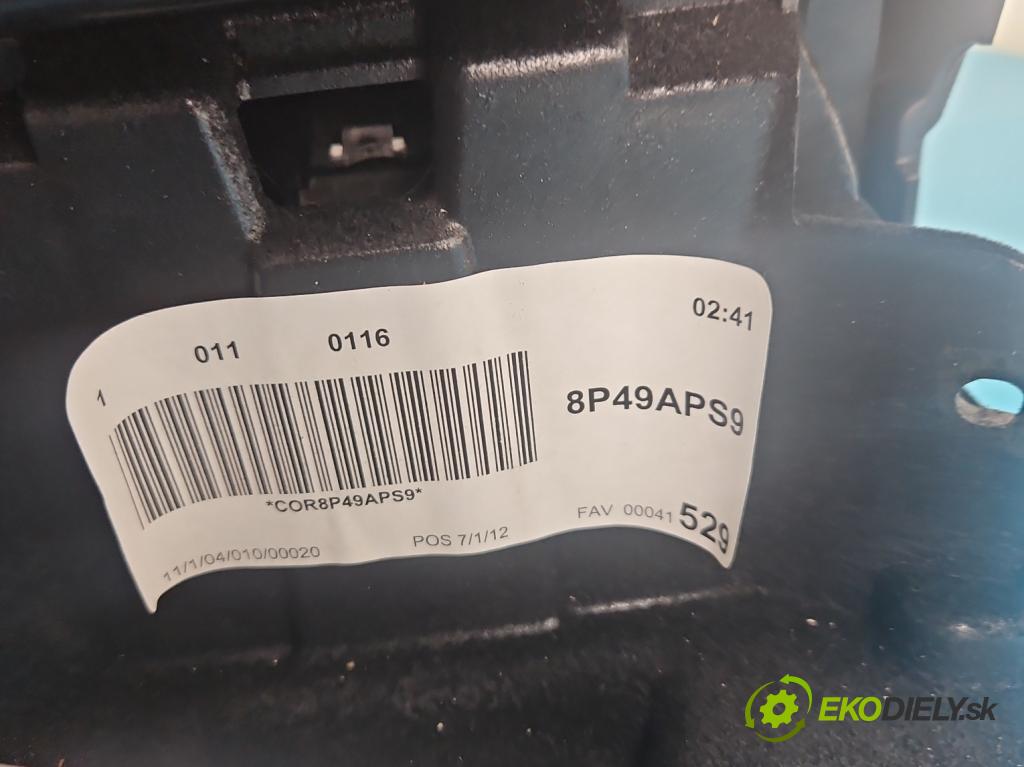 02:41
1 011 0116
8P49APS9
*COR8P49APS9*
FAV 00041 529
POS 7/1/12
11/1/04/010/00020
EKODIELY.sk